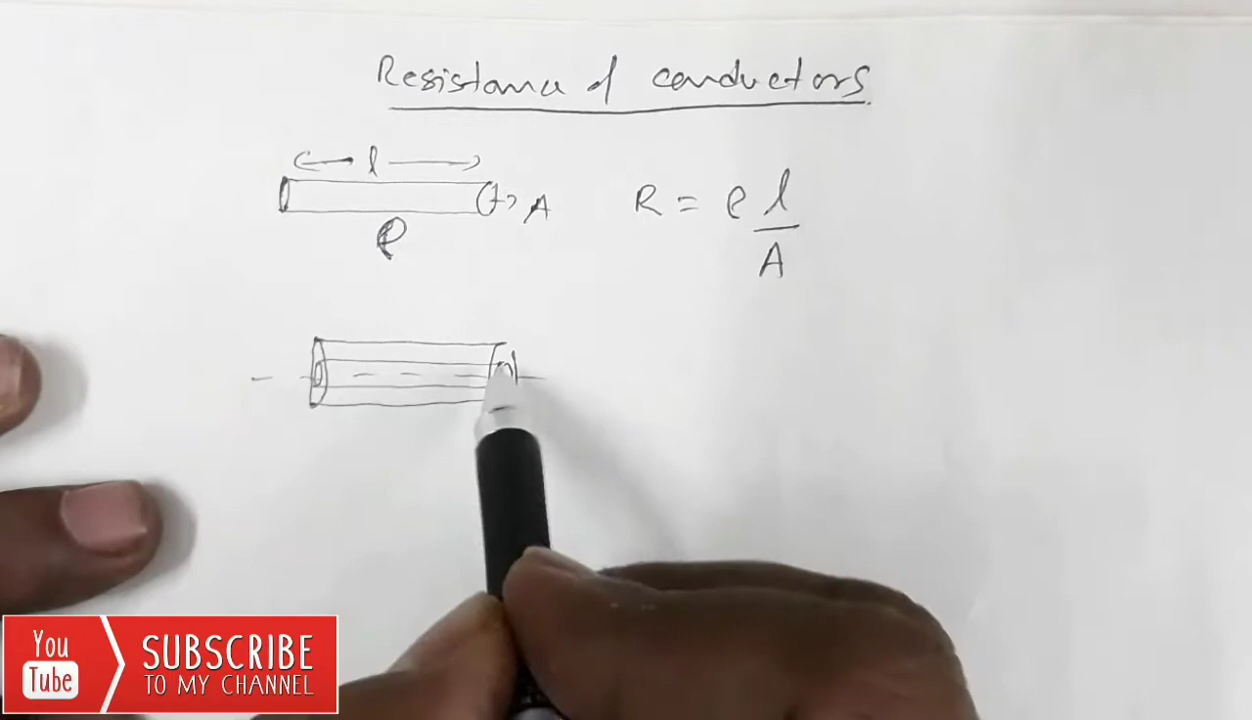 Resistance of conductors
l
A
ρ
R = ρ l
A
You
Tube
SUBSCRIBE
TO MY CHANNEL